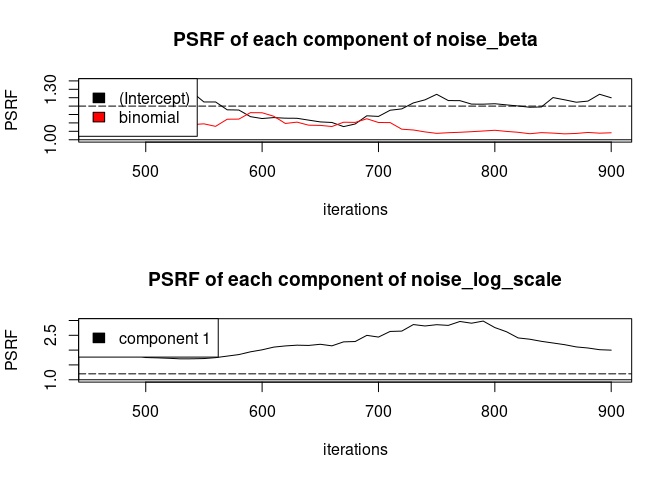 PSRF of each component of noise_beta
PSRF
1.00 1.30
(Intercept)
binomial
500 600 700 800 900
iterations
PSRF of each component of noise_log_scale
PSRF
1.0 2.5
component 1
500 600 700 800 900
iterations